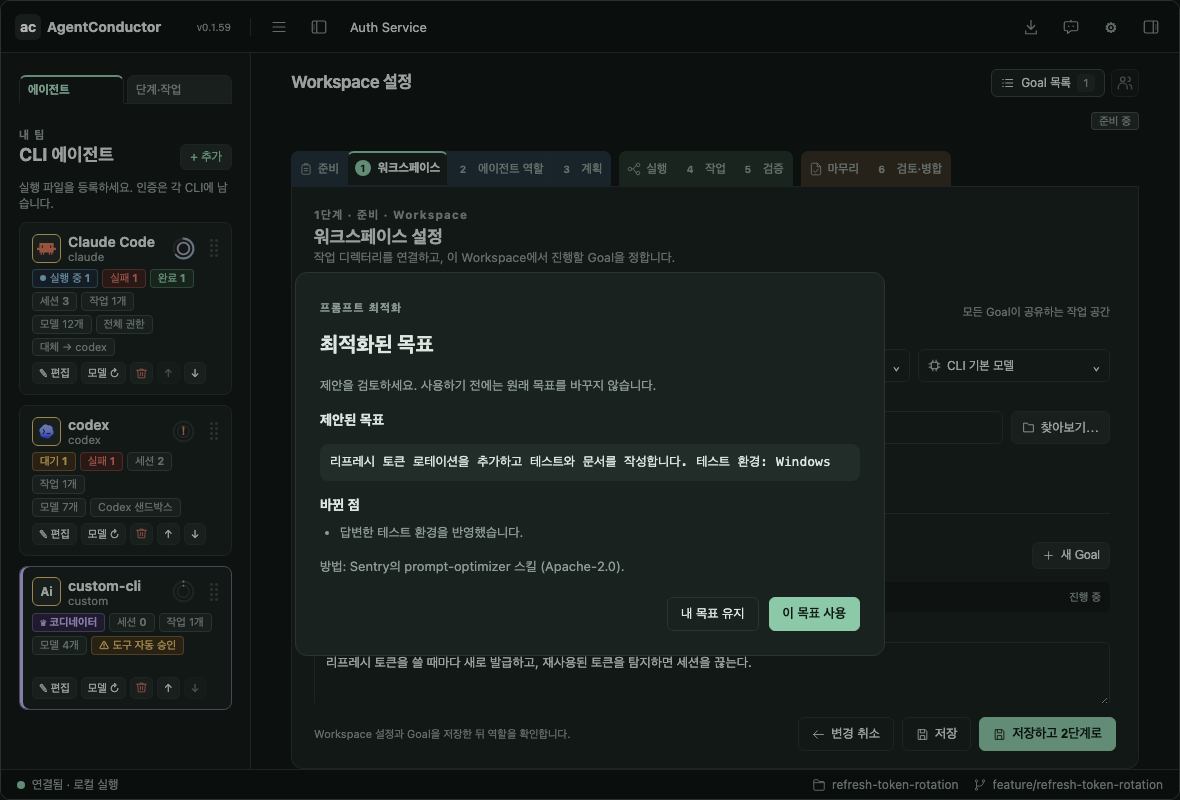 ac AgentConductor v0.1.59 Auth Service
에이전트 단계·작업
내 팀
CLI 에이전트
+ 추가
실행 파일을 등록하세요. 인증은 각 CLI에 남
습니다.
Claude Code
claude
실행 중 1 실패 1 완료 1
세션 3 작업 1개
모델 12개 전체 권한
대체 → codex
✎ 편집 모델 ↻ ↑ ↓
codex
codex
!
대기 1 실패 1 세션 2
작업 1개
모델 7개 Codex 샌드박스
✎ 편집 모델 ↻ ↑ ↓
Ai custom-cli
custom
♛ 코디네이터 세션 0 작업 1개
모델 4개 ⚠ 도구 자동 승인
✎ 편집 모델 ↻ ↑ ↓
Workspace 설정
Goal 목록 1
준비 중
준비 1 워크스페이스 2 에이전트 역할 3 계획 실행 4 작업 5 검증 마무리 6 검토·병합
1단계 · 준비 · Workspace
워크스페이스 설정
작업 디렉터리를 연결하고, 이 Workspace에서 진행할 Goal을 정합니다.
모든 Goal이 공유하는 작업 공간
CLI 기본 모델
찾아보기...
+ 새 Goal
진행 중
프롬프트 최적화
최적화된 목표
제안을 검토하세요. 사용하기 전에는 원래 목표를 바꾸지 않습니다.
제안된 목표
리프레시 토큰 로테이션을 추가하고 테스트와 문서를 작성합니다. 테스트 환경: Windows
바뀐 점
• 답변한 테스트 환경을 반영했습니다.
방법: Sentry의 prompt-optimizer 스킬 (Apache-2.0).
내 목표 유지 이 목표 사용
리프레시 토큰을 쓸 때마다 새로 발급하고, 재사용된 토큰을 탐지하면 세션을 끊는다.
Workspace 설정과 Goal을 저장한 뒤 역할을 확인합니다.
← 변경 취소 저장 저장하고 2단계로
연결됨 · 로컬 실행
refresh-token-rotation feature/refresh-token-rotation